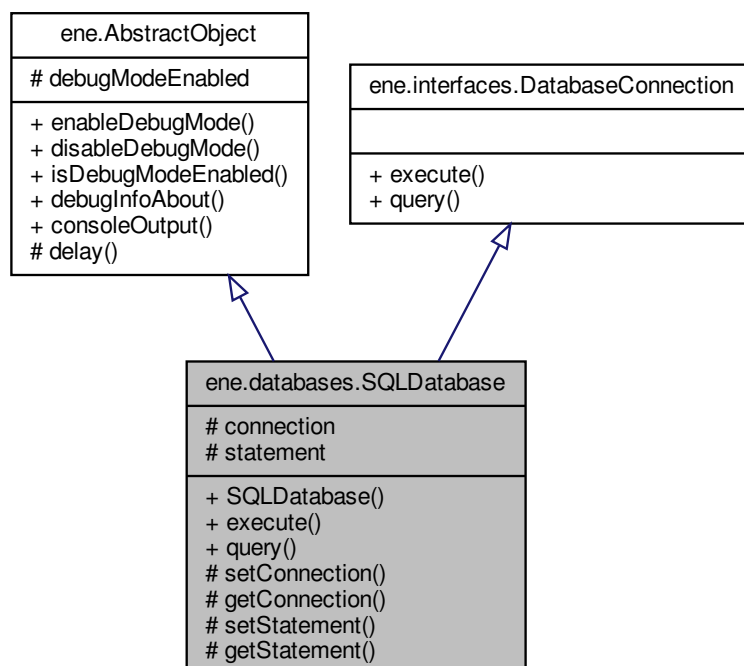 ene.AbstractObject
# debugModeEnabled
+ enableDebugMode()
+ disableDebugMode()
+ isDebugModeEnabled()
+ debugInfoAbout()
+ consoleOutput()
# delay()
ene.interfaces.DatabaseConnection
+ execute()
+ query()
ene.databases.SQLDatabase
# connection
# statement
+ SQLDatabase()
+ execute()
+ query()
# setConnection()
# getConnection()
# setStatement()
# getStatement()